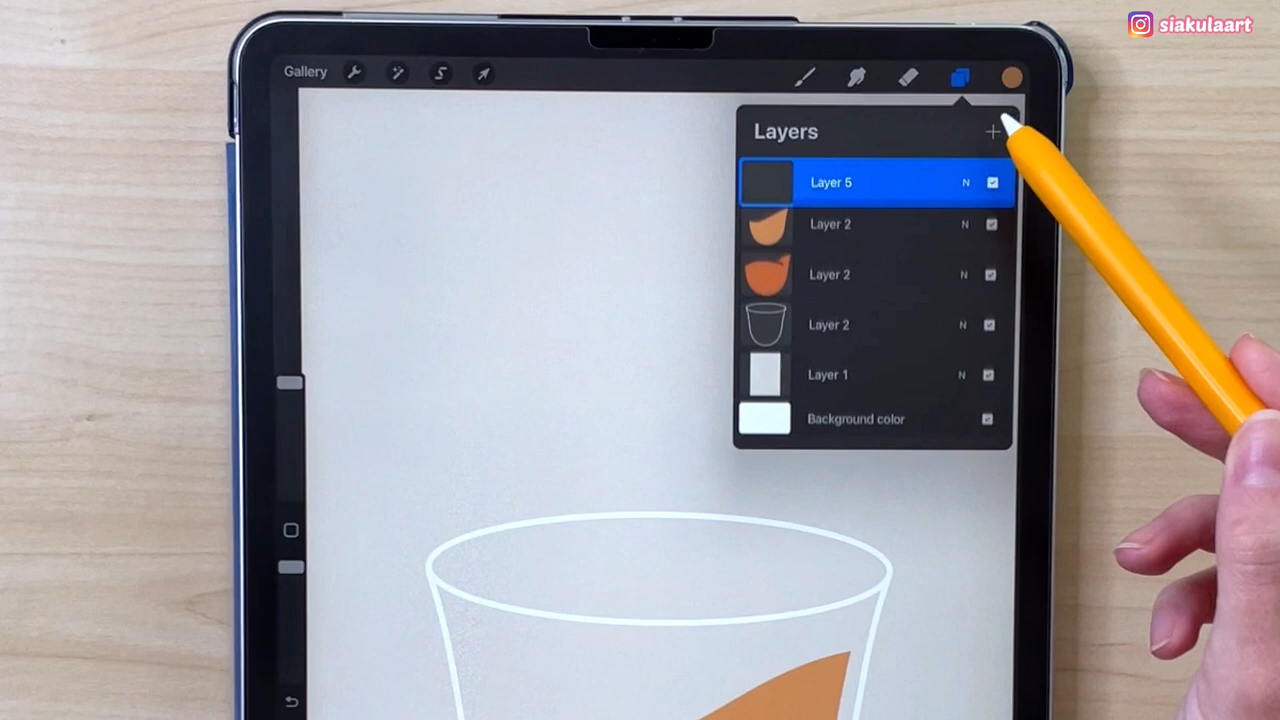 siakulaart
Gallery
Layers
Layer 5 N
Layer 2 N
Layer 2 N
Layer 2 N
Layer 1 N
Background color